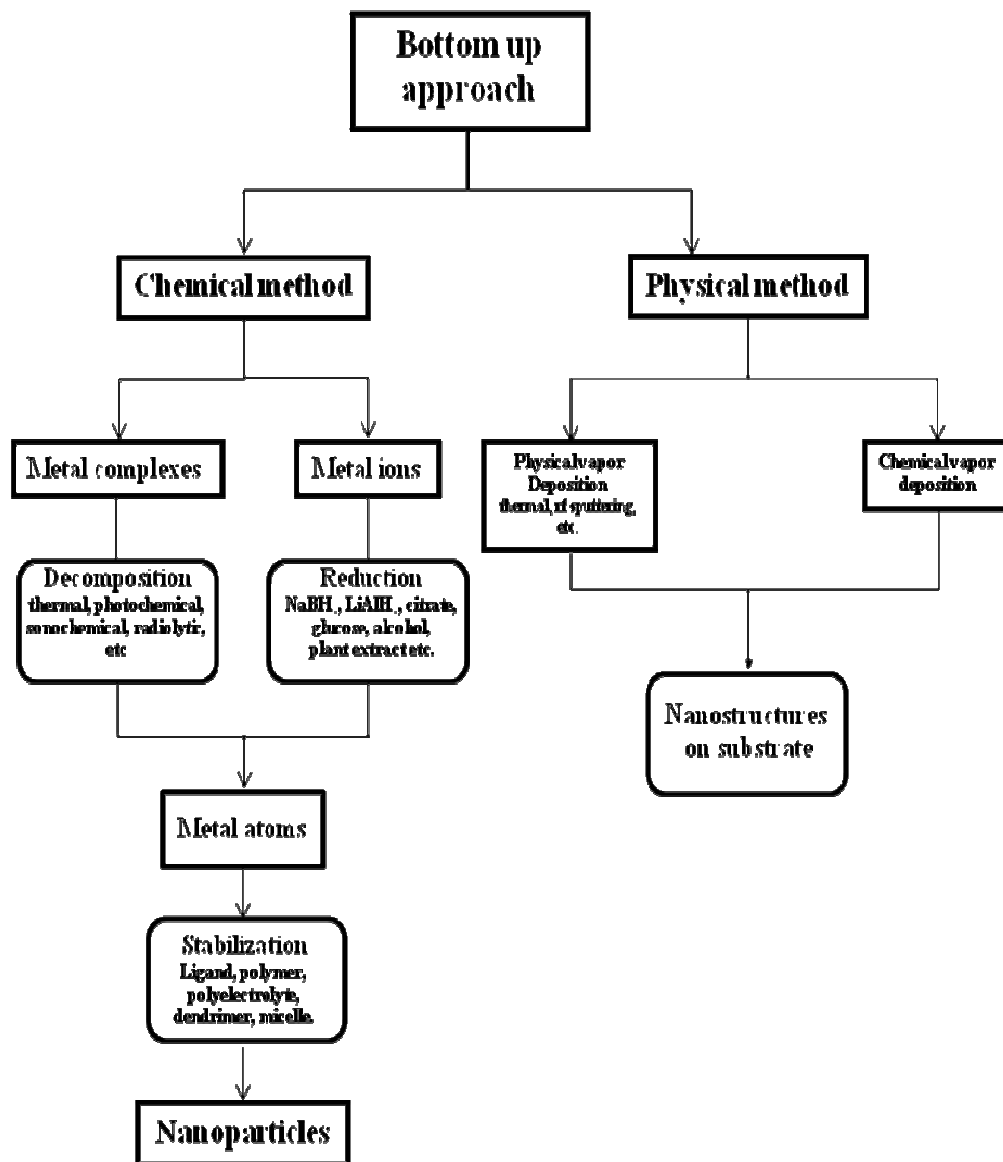 Bottom up
approach
Chemical method
Physical method
Metal complexes
Metal ions
Physical vapor
Deposition
thermal, rf-sputtering,
etc.
Chemical vapor
deposition
Decomposition
thermal, photochemical,
sonochemical, radiolytic,
etc
Reduction
NaBH₄, LiAlH₄, citrate,
glucose, alcohol,
plant extract etc.
Nanostructures
on substrate
Metal atoms
Stabilization
Ligand, polymer,
polyelectrolyte,
dendrimer, micelle.
Nanoparticles